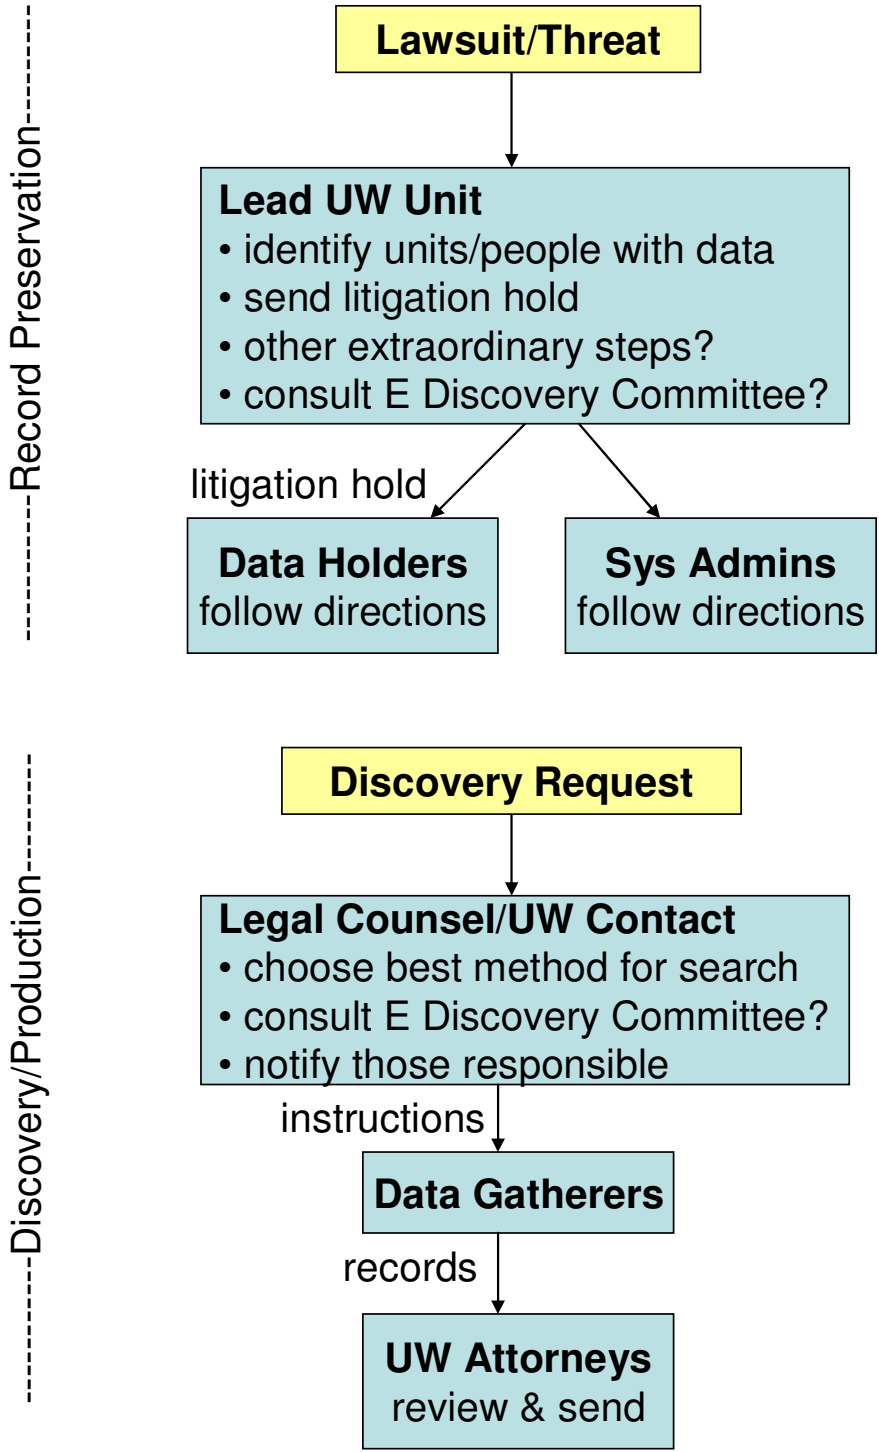 ----------Record Preservation----------
Lawsuit/Threat
Lead UW Unit
• identify units/people with data
• send litigation hold
• other extraordinary steps?
• consult E Discovery Committee?
litigation hold
Data Holders
follow directions
Sys Admins
follow directions
----------Discovery/Production---------
Discovery Request
Legal Counsel/UW Contact
• choose best method for search
• consult E Discovery Committee?
• notify those responsible
instructions
Data Gatherers
records
UW Attorneys
review & send